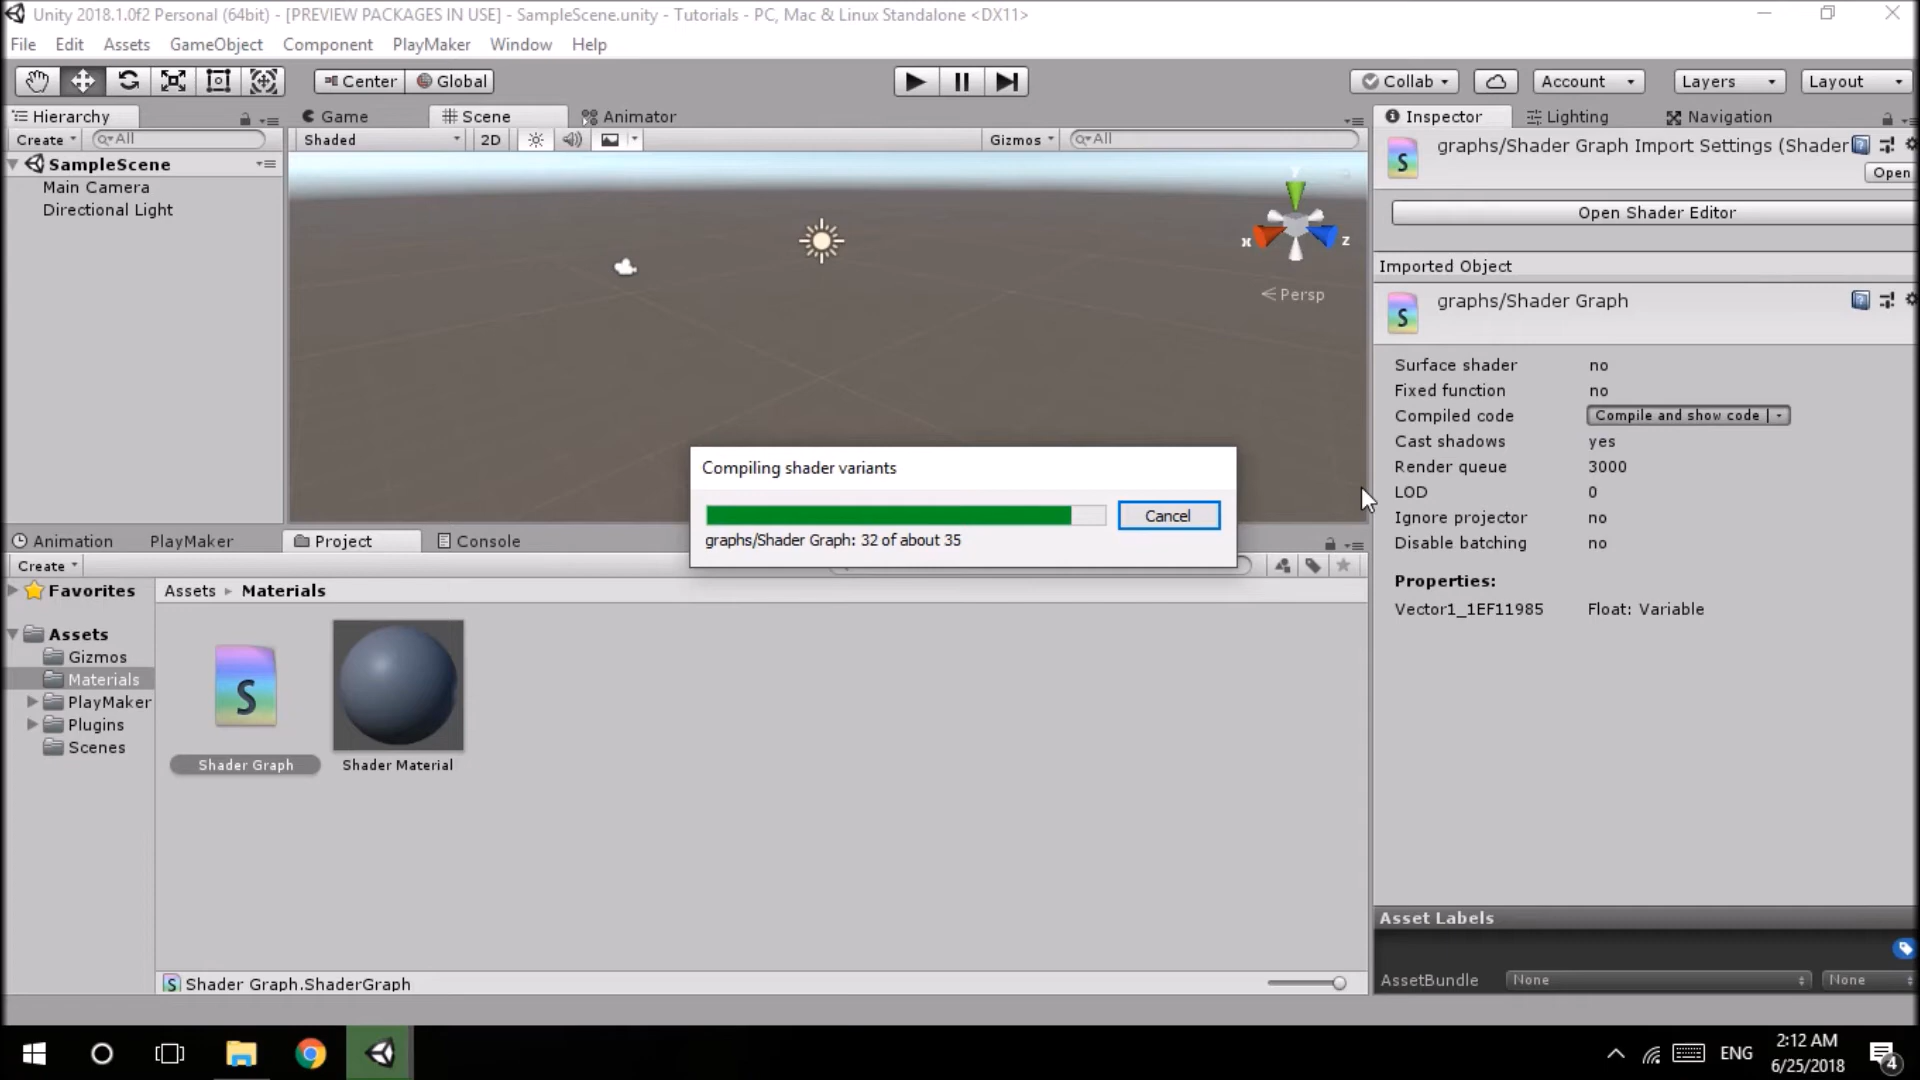 Unity 2018.1.0f2 Personal (64bit) - [PREVIEW PACKAGES IN USE] - SampleScene.unity - Tutorials - PC, Mac & Linux Standalone <DX11>
File Edit Assets GameObject Component PlayMaker Window Help
Center Global Collab Account Layers Layout
Hierarchy Game Scene Animator Inspector Lighting Navigation
Create All Shaded 2D Gizmos All
graphs/Shader Graph Import Settings (Shader
SampleScene
Open
Main Camera
Directional Light
Open Shader Editor
x z
Imported Object
Persp
graphs/Shader Graph
Surface shader no
Fixed function no
Compiled code Compile and show code
Cast shadows yes
Render queue 3000
LOD 0
Ignore projector no
Disable batching no
Properties:
Vector1_1EF11985 Float: Variable
Compiling shader variants
Cancel
graphs/Shader Graph: 32 of about 35
Animation PlayMaker Project Console
Create
Favorites
Assets Materials
Assets
Gizmos
Materials
PlayMaker
Plugins
Scenes
S
Shader Graph Shader Material
Asset Labels
AssetBundle None None
Shader Graph.ShaderGraph
ENG
2:12 AM
6/25/2018
4